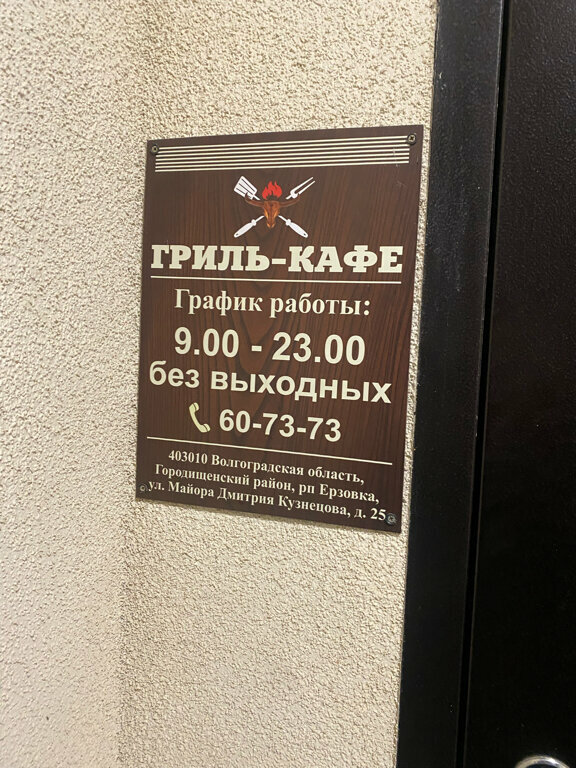 ГРИЛЬ-КАФЕ
График работы:
9.00 - 23.00
без выходных
60-73-73
403010 Волгоградская область,
Городищенский район, рп Ерзовка,
ул. Майора Дмитрия Кузнецова, д. 25